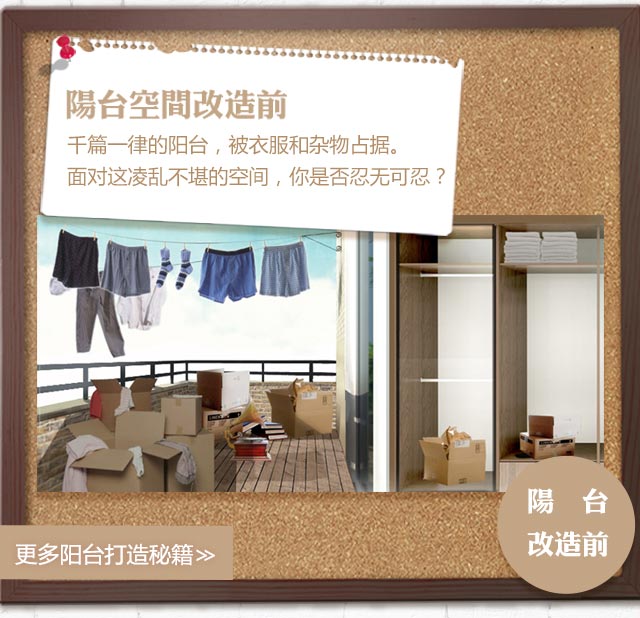 陽台空間改造前
千篇一律的阳台，被衣服和杂物占据。
面对这凌乱不堪的空间，你是否忍无可忍？
陽 台
改造前
更多阳台打造秘籍≫